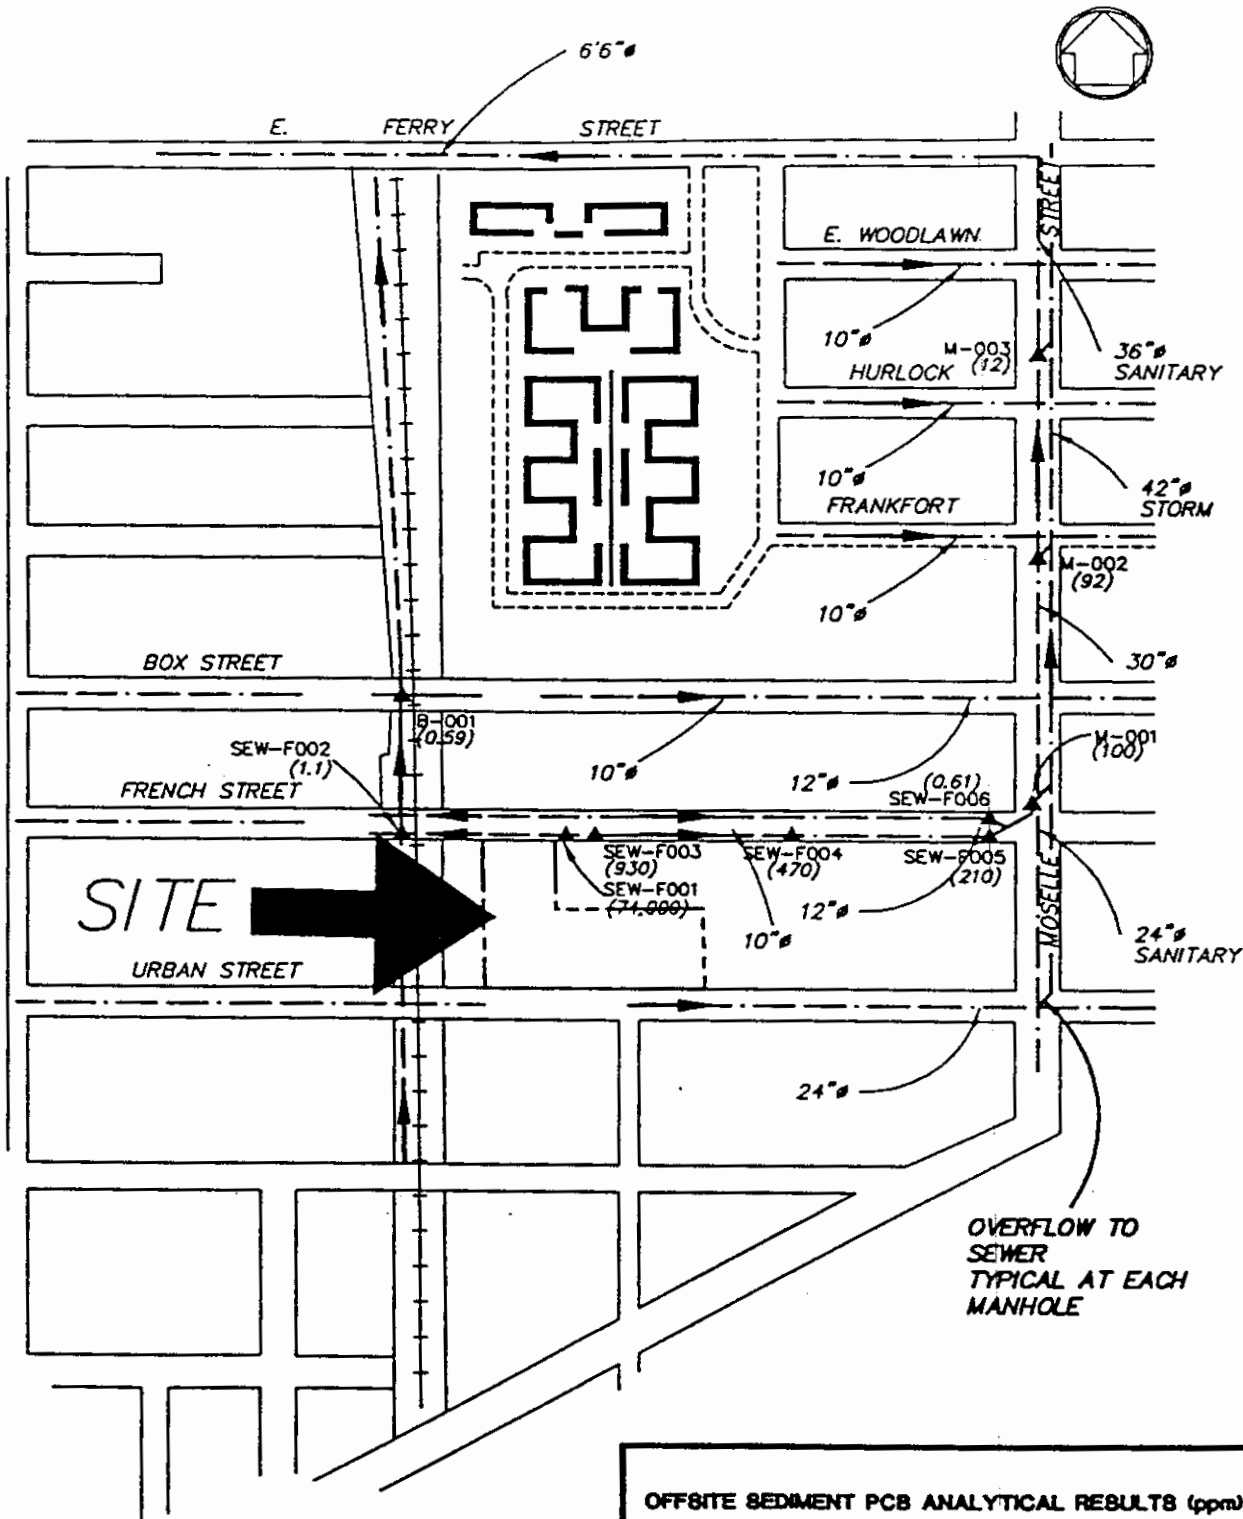 6'6"ø
E. FERRY STREET
STREET
E. WOODLAWN
10"ø
M-003
(12)
36"ø
SANITARY
HURLOCK
10"ø
42"ø
STORM
FRANKFORT
M-002
(92)
10"ø
30"ø
BOX STREET
B-001
(0.59)
SEW-F002
(1.1)
M-001
(100)
10"ø
12"ø
(0.61)
SEW-F006
FRENCH STREET
SEW-F003
(930)
SEW-F004
(470)
SEW-F005
(210)
SEW-F001
(74,000)
SITE
12"ø
10"ø
MOSELLE
24"ø
SANITARY
URBAN STREET
24"ø
OVERFLOW TO
SEWER
TYPICAL AT EACH
MANHOLE
OFFSITE SEDIMENT PCB ANALYTICAL RESULTS (ppm)